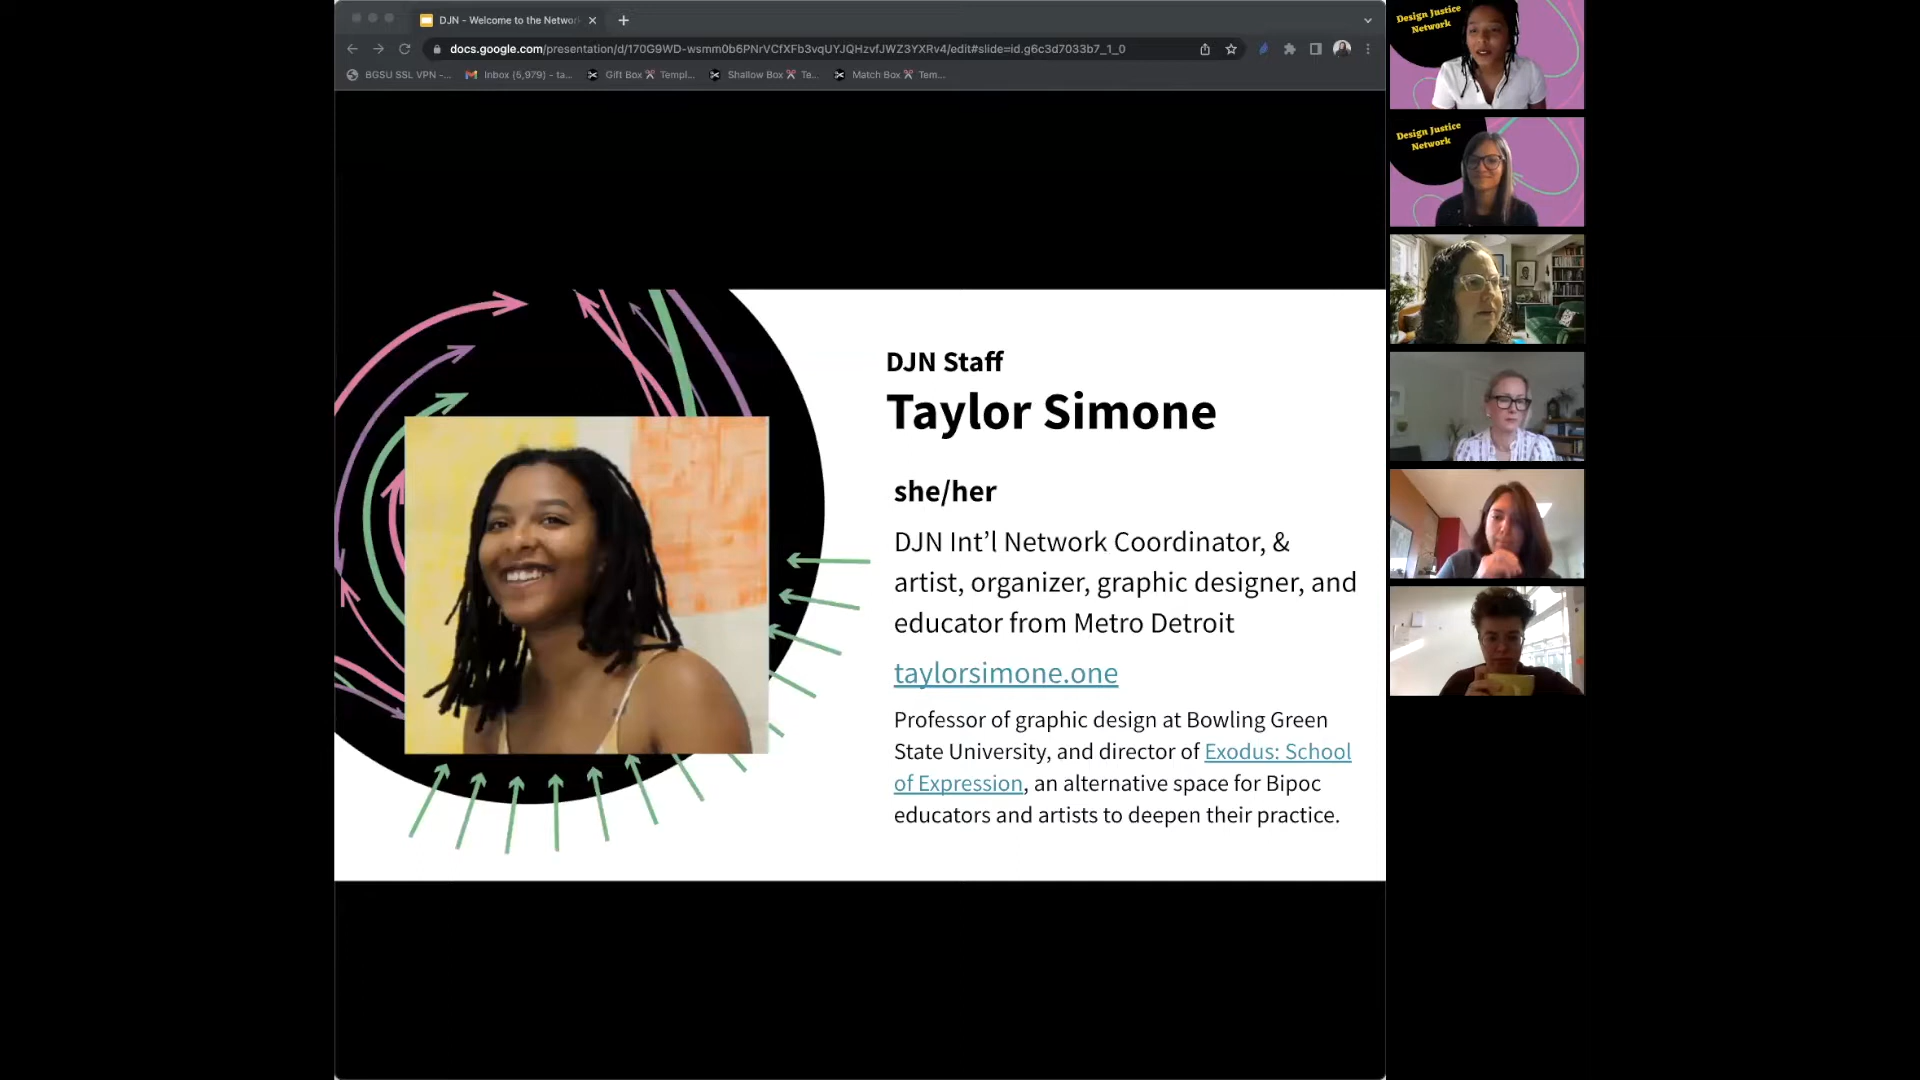 DJN - Welcome to the Network
docs.google.com/presentation/d/170G9WD-wsmm0b6PNrVCfXFb3vqUYJQHzvfJWZ3YXRv4/edit#slide=id.g6c3d7033b7_1_0
BGSU SSL VPN -... Inbox (5,979) - ta... Gift Box Templ... Shallow Box Te... Match Box Tem...
Design Justice
Network
Design Justice
Network
DJN Staff
Taylor Simone
she/her
DJN Int’l Network Coordinator, &
artist, organizer, graphic designer, and
educator from Metro Detroit
taylorsimone.one
Professor of graphic design at Bowling Green
State University, and director of Exodus: School
of Expression, an alternative space for Bipoc
educators and artists to deepen their practice.